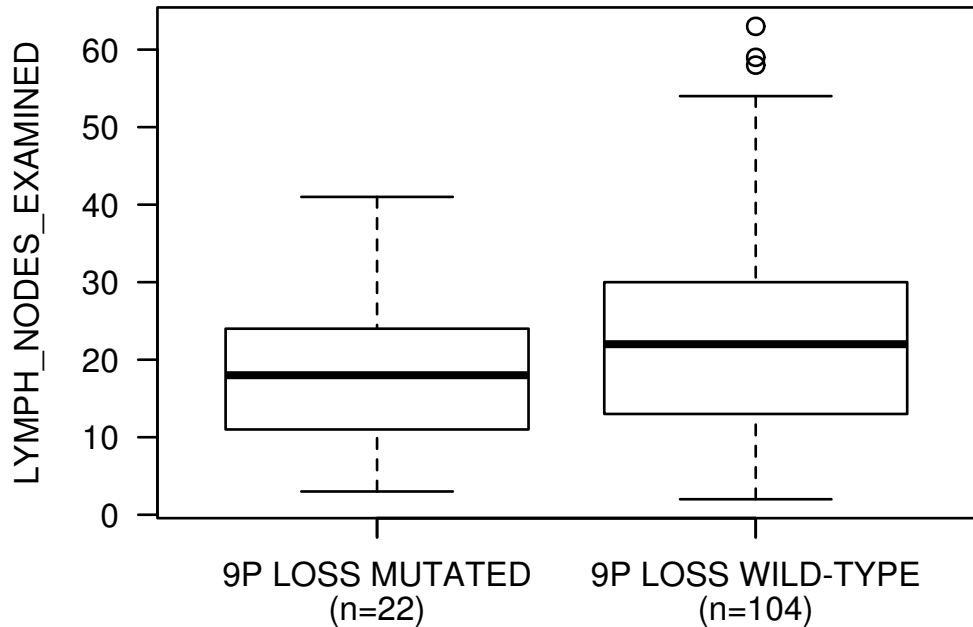 LYMPH_NODES_EXAMINED
60
50
40
30
20
10
0
9P LOSS MUTATED
(n=22)
9P LOSS WILD-TYPE
(n=104)